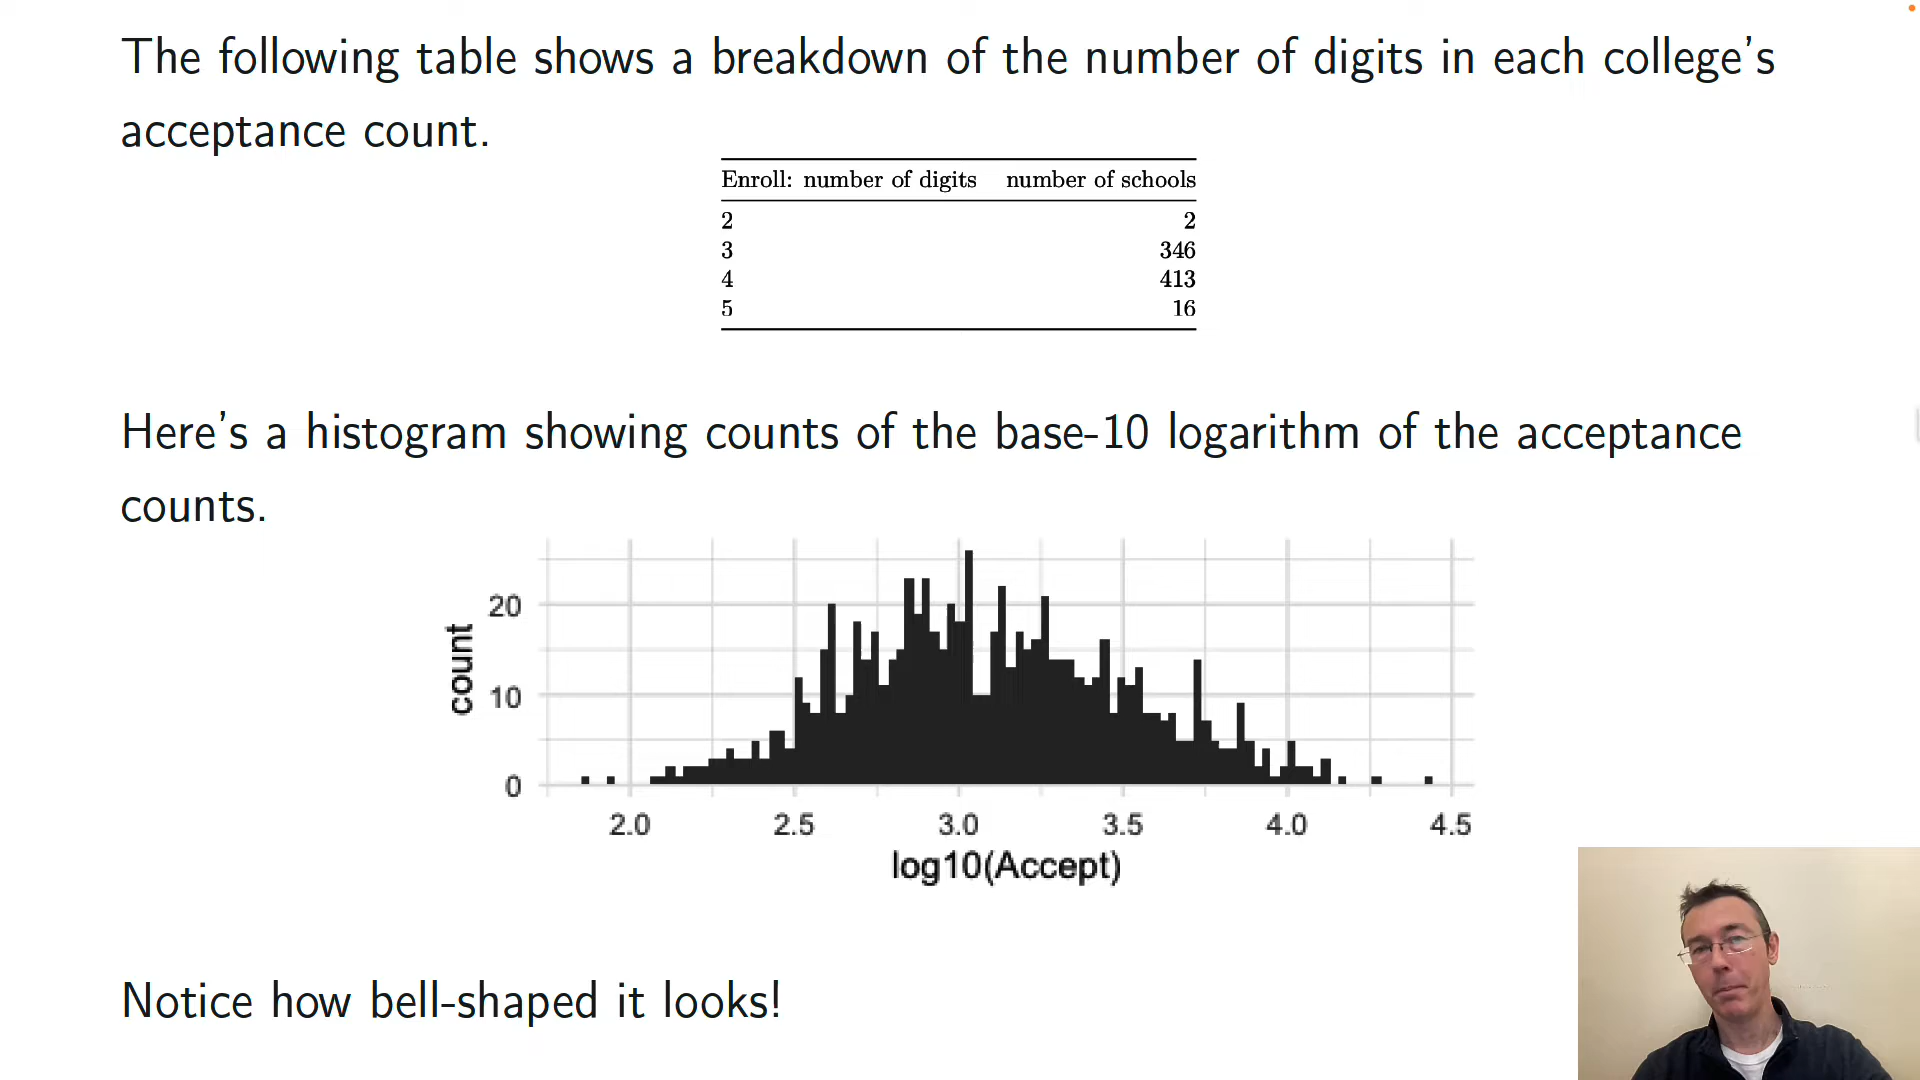 The following table shows a breakdown of the number of digits in each college's
acceptance count.
Enroll: number of digits number of schools
2 2
3 346
4 413
5 16
Here's a histogram showing counts of the base-10 logarithm of the acceptance
counts.
count
20
10
0
2.0 2.5 3.0 3.5 4.0 4.5
log10(Accept)
Notice how bell-shaped it looks!